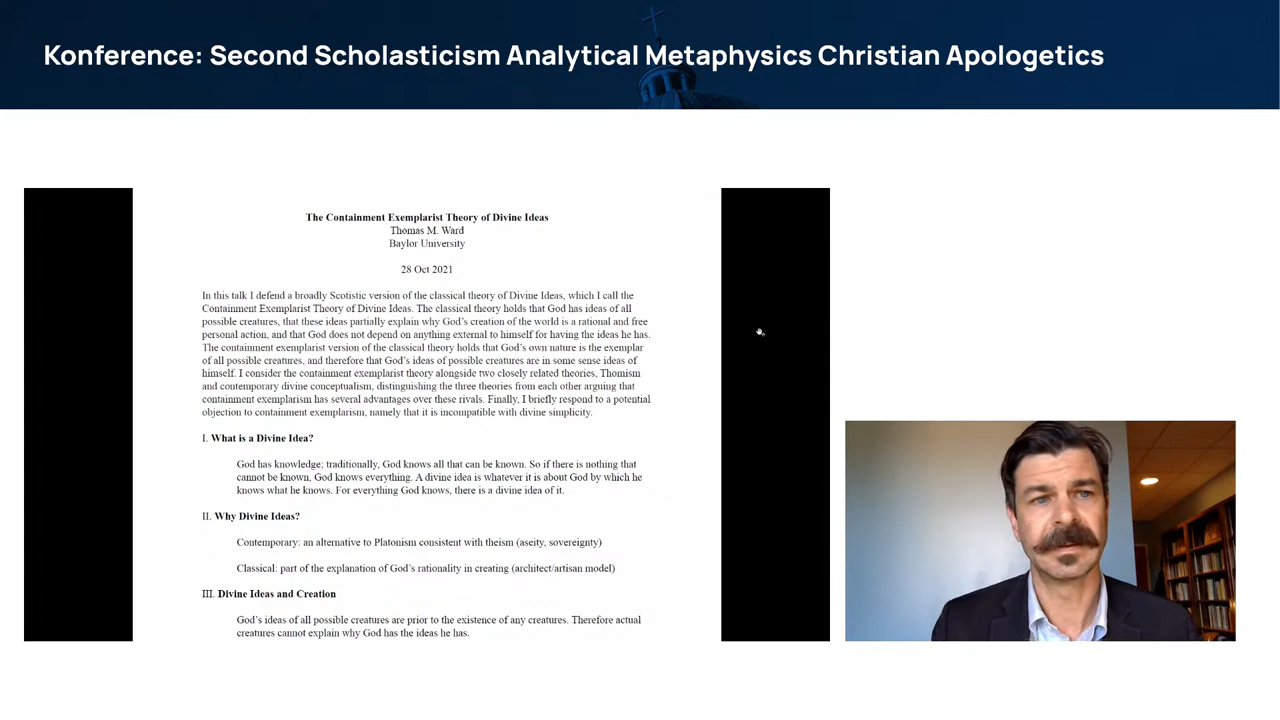 Konference: Second Scholasticism Analytical Metaphysics Christian Apologetics
The Containment Exemplarist Theory of Divine Ideas
Thomas M. Ward
Baylor University
28 Oct 2021
In this talk I defend a broadly Scotistic version of the classical theory of Divine Ideas, which I call the
Containment Exemplarist Theory of Divine Ideas. The classical theory holds that God has ideas of all
possible creatures, that these ideas partially explain why God's creation of the world is a rational and free
personal action, and that God does not depend on anything external to himself for having the ideas he has.
The containment exemplarist version of the classical theory holds that God's own nature is the exemplar
of all possible creatures, and therefore that God's ideas of possible creatures are in some sense ideas of
himself. I consider the containment exemplarist theory alongside two closely related theories, Thomism
and contemporary divine conceptualism, distinguishing the three theories from each other arguing that
containment exemplarism has several advantages over these rivals. Finally, I briefly respond to a potential
objection to containment exemplarism, namely that it is incompatible with divine simplicity.
I. What is a Divine Idea?
God has knowledge; traditionally, God knows all that can be known. So if there is nothing that
cannot be known, God knows everything. A divine idea is whatever it is about God by which he
knows what he knows. For everything God knows, there is a divine idea of it.
II. Why Divine Ideas?
Contemporary: an alternative to Platonism consistent with theism (aseity, sovereignty)
Classical: part of the explanation of God's rationality in creating (architect/artisan model)
III. Divine Ideas and Creation
God's ideas of all possible creatures are prior to the existence of any creatures. Therefore actual
creatures cannot explain why God has the ideas he has.